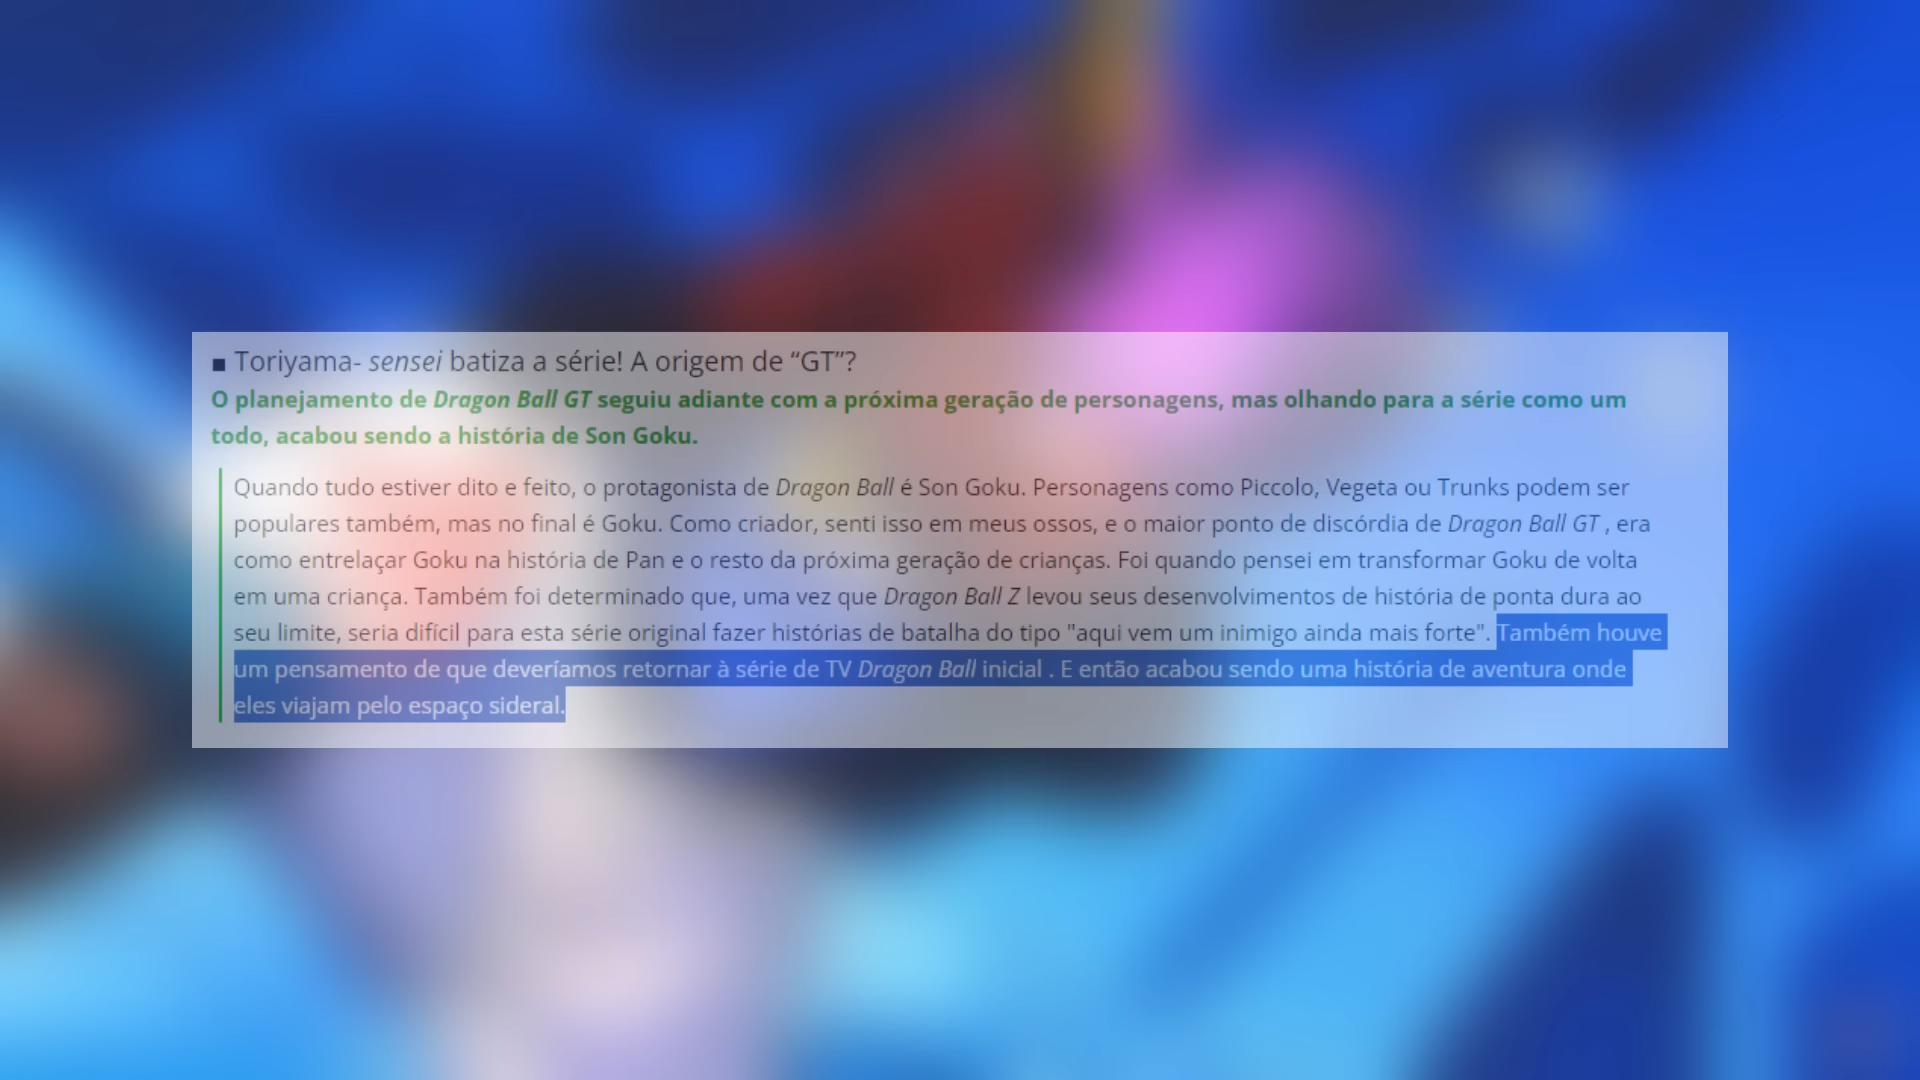 ■ Toriyama- sensei batiza a série! A origem de “GT”?
O planejamento de Dragon Ball GT seguiu adiante com a próxima geração de personagens, mas olhando para a série como um
todo, acabou sendo a história de Son Goku.
Quando tudo estiver dito e feito, o protagonista de Dragon Ball é Son Goku. Personagens como Piccolo, Vegeta ou Trunks podem ser
populares também, mas no final é Goku. Como criador, senti isso em meus ossos, e o maior ponto de discórdia de Dragon Ball GT , era
como entrelaçar Goku na história de Pan e o resto da próxima geração de crianças. Foi quando pensei em transformar Goku de volta
em uma criança. Também foi determinado que, uma vez que Dragon Ball Z levou seus desenvolvimentos de história de ponta dura ao
seu limite, seria difícil para esta série original fazer histórias de batalha do tipo "aqui vem um inimigo ainda mais forte". Também houve
um pensamento de que deveríamos retornar à série de TV Dragon Ball inicial . E então acabou sendo uma história de aventura onde
eles viajam pelo espaço sideral.